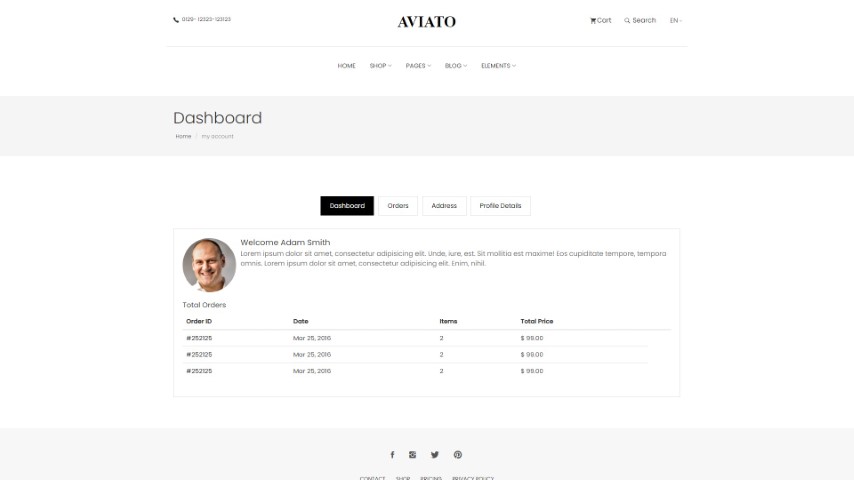 0129- 12323-123123
AVIATO
Cart
Search
EN
HOME
SHOP
PAGES
BLOG
ELEMENTS
Dashboard
Home / my account
Dashboard
Orders
Address
Profile Details
Welcome Adam Smith
Lorem ipsum dolor sit amet, consectetur adipisicing elit. Unde, iure, est. Sit mollitia est maxime! Eos cupiditate tempore, tempora
omnis. Lorem ipsum dolor sit amet, consectetur adipisicing elit. Enim, nihil.
Total Orders
Order ID Date Items Total Price
#252125 Mar 25, 2016 2 $ 99.00
#252125 Mar 25, 2016 2 $ 99.00
#252125 Mar 25, 2016 2 $ 99.00
CONTACT SHOP PRICING PRIVACY POLICY